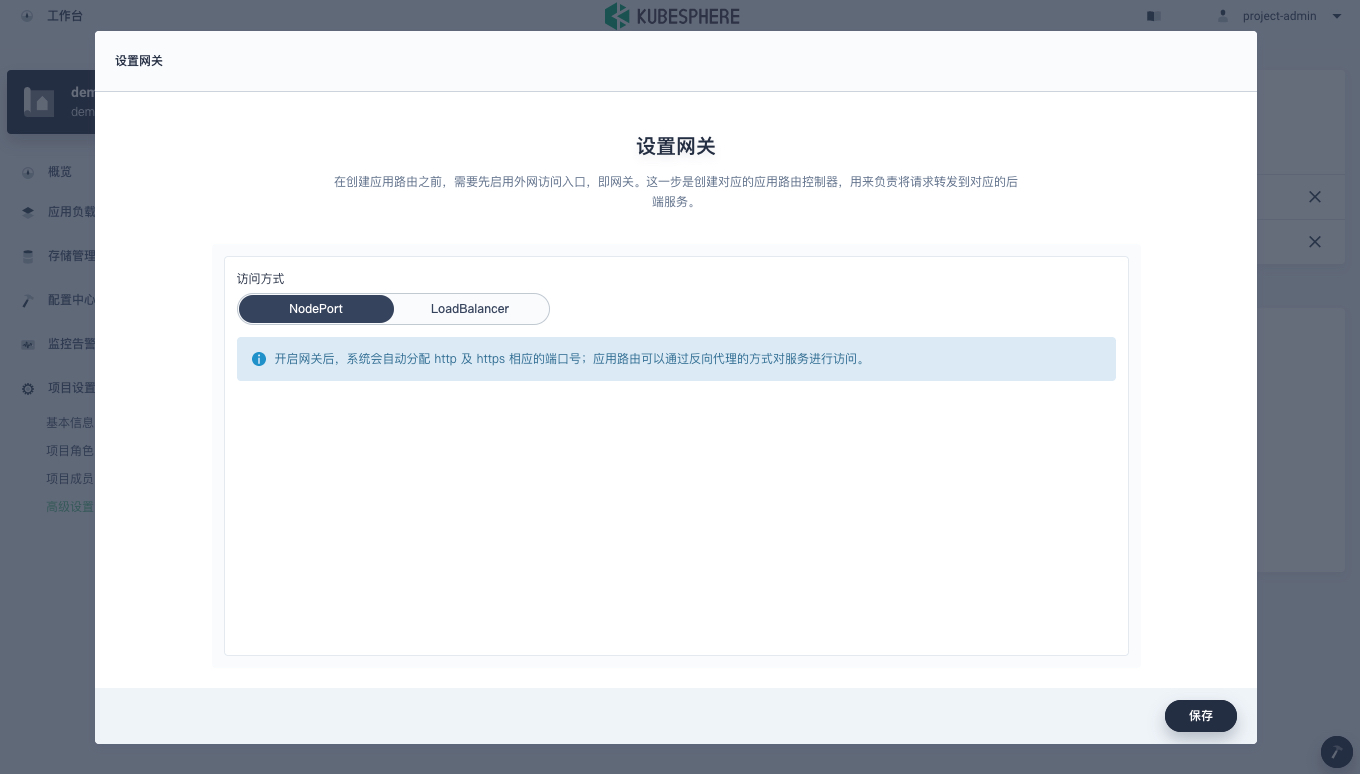 工作台
KUBESPHERE
project-admin
设置网关
dem
dem
概览
应用负载
存储管理
配置中心
监控告警
项目设置
基本信息
项目角色
项目成员
高级设置
设置网关
在创建应用路由之前，需要先启用外网访问入口，即网关。这一步是创建对应的应用路由控制器，用来负责将请求转发到对应的后
端服务。
访问方式
NodePort LoadBalancer
开启网关后，系统会自动分配 http 及 https 相应的端口号；应用路由可以通过反向代理的方式对服务进行访问。
保存